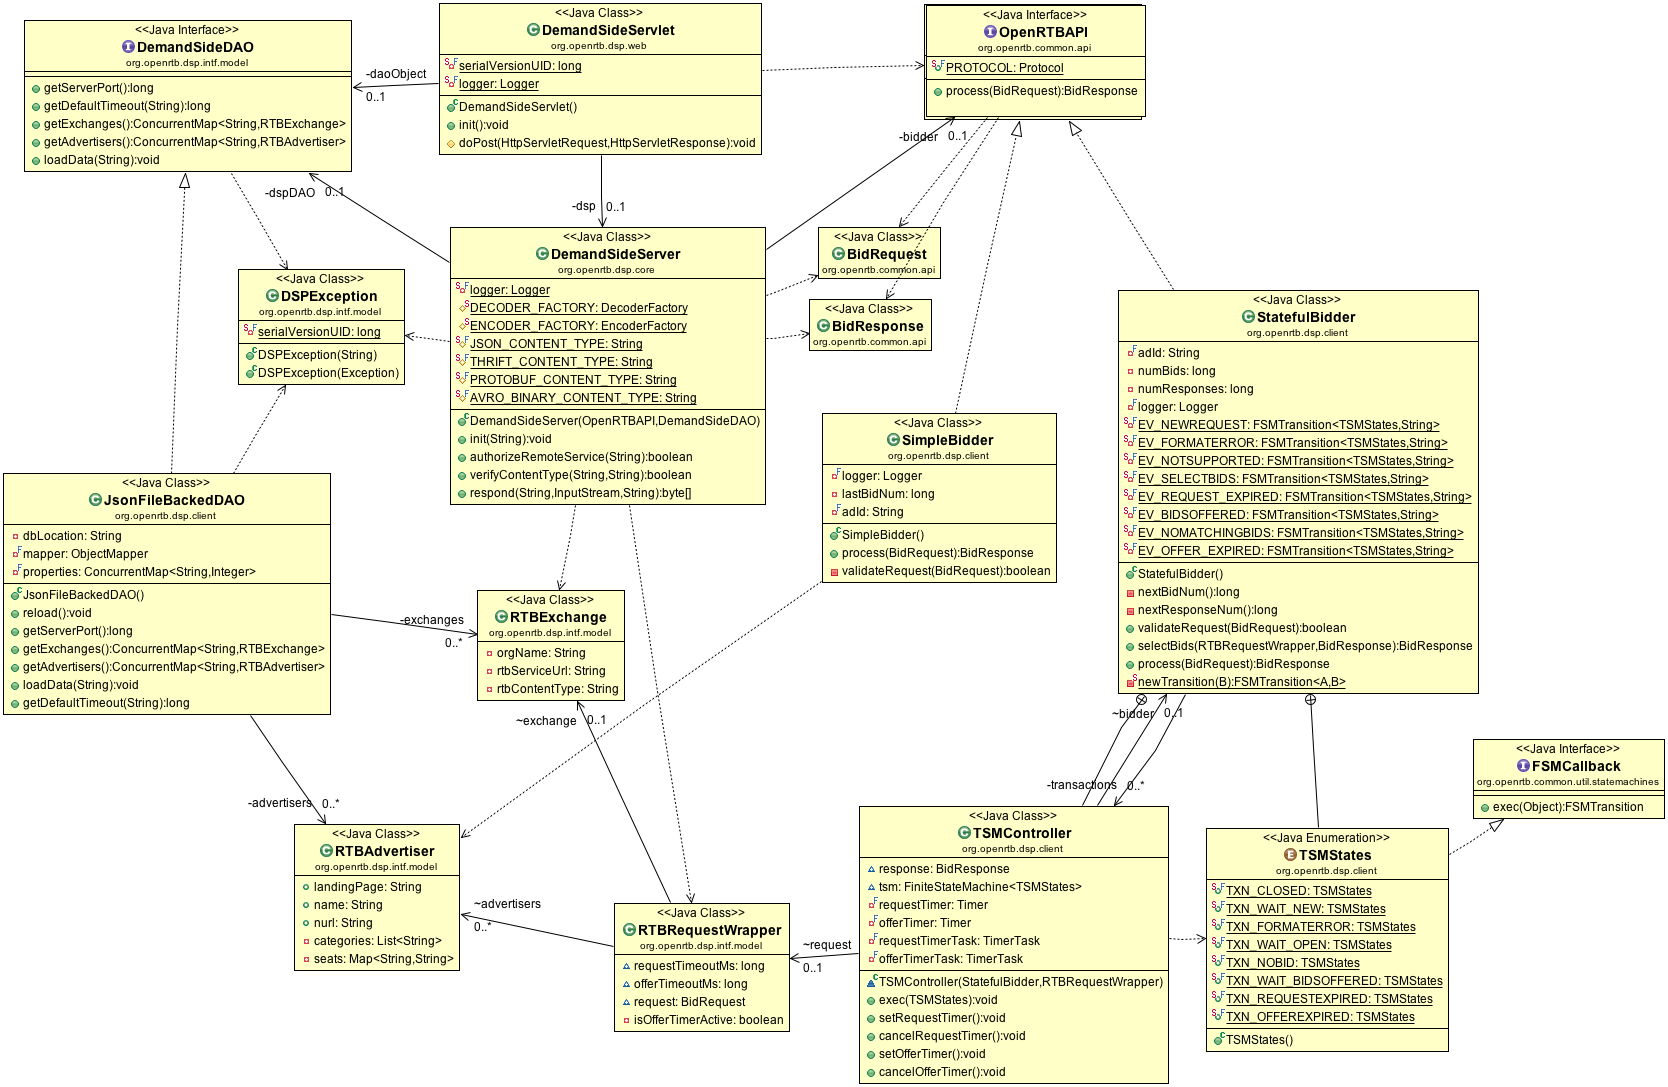 <<Java Interface>>
DemandSideDAO
org.openrtb.dsp.intf.model
getServerPort():long
getDefaultTimeout(String):long
getExchanges():ConcurrentMap<String,RTBExchange>
getAdvertisers():ConcurrentMap<String,RTBAdvertiser>
loadData(String):void
-daoObject
0..1
<<Java Class>>
DemandSideServlet
org.openrtb.dsp.web
serialVersionUID: long
logger: Logger
DemandSideServlet()
init():void
doPost(HttpServletRequest,HttpServletResponse):void
<<Java Interface>>
OpenRTBAPI
org.openrtb.common.api
PROTOCOL: Protocol
process(BidRequest):BidResponse
-bidder
0..1
-dspDAO
0..1
-dsp
0..1
<<Java Class>>
DSPException
org.openrtb.dsp.intf.model
serialVersionUID: long
DSPException(String)
DSPException(Exception)
<<Java Class>>
DemandSideServer
org.openrtb.dsp.core
logger: Logger
DECODER_FACTORY: DecoderFactory
ENCODER_FACTORY: EncoderFactory
JSON_CONTENT_TYPE: String
THRIFT_CONTENT_TYPE: String
PROTOBUF_CONTENT_TYPE: String
AVRO_BINARY_CONTENT_TYPE: String
DemandSideServer(OpenRTBAPI,DemandSideDAO)
init(String):void
authorizeRemoteService(String):boolean
verifyContentType(String,String):boolean
respond(String,InputStream,String):byte[]
<<Java Class>>
BidRequest
org.openrtb.common.api
<<Java Class>>
BidResponse
org.openrtb.common.api
<<Java Class>>
StatefulBidder
org.openrtb.dsp.client
adId: String
numBids: long
numResponses: long
logger: Logger
EV_NEWREQUEST: FSMTransition<TSMStates,String>
EV_FORMATERROR: FSMTransition<TSMStates,String>
EV_NOTSUPPORTED: FSMTransition<TSMStates,String>
EV_SELECTBIDS: FSMTransition<TSMStates,String>
EV_REQUEST_EXPIRED: FSMTransition<TSMStates,String>
EV_BIDSOFFERED: FSMTransition<TSMStates,String>
EV_NOMATCHINGBIDS: FSMTransition<TSMStates,String>
EV_OFFER_EXPIRED: FSMTransition<TSMStates,String>
StatefulBidder()
nextBidNum():long
nextResponseNum():long
validateRequest(BidRequest):boolean
selectBids(RTBRequestWrapper,BidResponse):BidResponse
process(BidRequest):BidResponse
newTransition(B):FSMTransition<A,B>
<<Java Class>>
SimpleBidder
org.openrtb.dsp.client
logger: Logger
lastBidNum: long
adId: String
SimpleBidder()
process(BidRequest):BidResponse
validateRequest(BidRequest):boolean
<<Java Class>>
JsonFileBackedDAO
org.openrtb.dsp.client
dbLocation: String
mapper: ObjectMapper
properties: ConcurrentMap<String,Integer>
JsonFileBackedDAO()
reload():void
getServerPort():long
getExchanges():ConcurrentMap<String,RTBExchange>
getAdvertisers():ConcurrentMap<String,RTBAdvertiser>
loadData(String):void
getDefaultTimeout(String):long
-exchanges
0..*
<<Java Class>>
RTBExchange
org.openrtb.dsp.intf.model
orgName: String
rtbServiceUrl: String
rtbContentType: String
~exchange
0..1
~bidder
0..1
-transactions
0..*
-advertisers
0..*
<<Java Class>>
RTBAdvertiser
org.openrtb.dsp.intf.model
landingPage: String
name: String
nurl: String
categories: List<String>
seats: Map<String,String>
~advertisers
0..*
<<Java Class>>
RTBRequestWrapper
org.openrtb.dsp.intf.model
requestTimeoutMs: long
offerTimeoutMs: long
request: BidRequest
isOfferTimerActive: boolean
~request
0..1
<<Java Class>>
TSMController
org.openrtb.dsp.client
response: BidResponse
tsm: FiniteStateMachine<TSMStates>
requestTimer: Timer
offerTimer: Timer
requestTimerTask: TimerTask
offerTimerTask: TimerTask
TSMController(StatefulBidder,RTBRequestWrapper)
exec(TSMStates):void
setRequestTimer():void
cancelRequestTimer():void
setOfferTimer():void
cancelOfferTimer():void
<<Java Interface>>
FSMCallback
org.openrtb.common.util.statemachines
exec(Object):FSMTransition
<<Java Enumeration>>
TSMStates
org.openrtb.dsp.client
TXN_CLOSED: TSMStates
TXN_WAIT_NEW: TSMStates
TXN_FORMATERROR: TSMStates
TXN_WAIT_OPEN: TSMStates
TXN_NOBID: TSMStates
TXN_WAIT_BIDSOFFERED: TSMStates
TXN_REQUESTEXPIRED: TSMStates
TXN_OFFEREXPIRED: TSMStates
TSMStates()